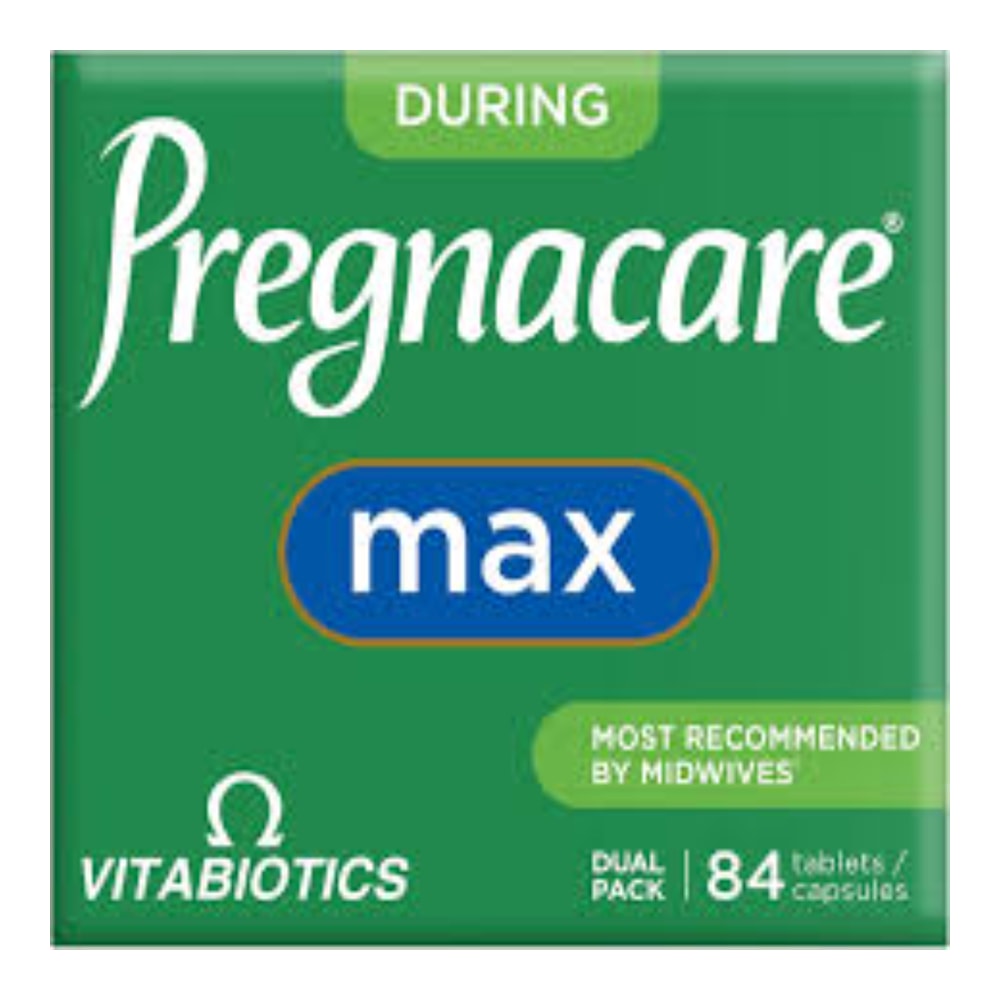 DURING
Pregnacare®
max
MOST RECOMMENDED
BY MIDWIVES
Ω
VITABIOTICS
DUAL
PACK
84
tablets /
capsules